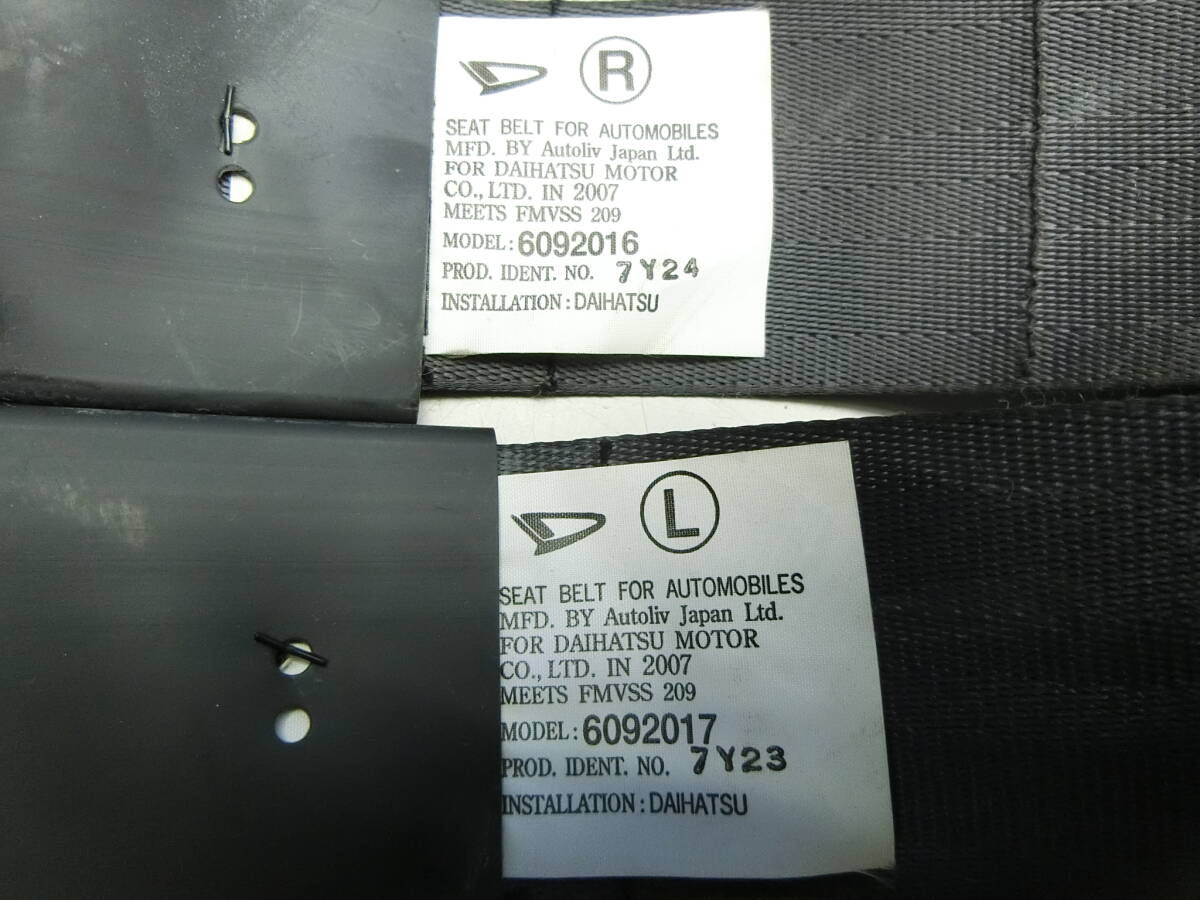 R
SEAT BELT FOR AUTOMOBILES
MFD. BY Autoliv Japan Ltd.
FOR DAIHATSU MOTOR
CO., LTD. IN 2007
MEETS FMVSS 209
MODEL: 6092016
PROD. IDENT. NO. 7Y24
INSTALLATION: DAIHATSU
L
SEAT BELT FOR AUTOMOBILES
MFD. BY Autoliv Japan Ltd.
FOR DAIHATSU MOTOR
CO., LTD. IN 2007
MEETS FMVSS 209
MODEL: 6092017
PROD. IDENT. NO. 7Y23
INSTALLATION: DAIHATSU